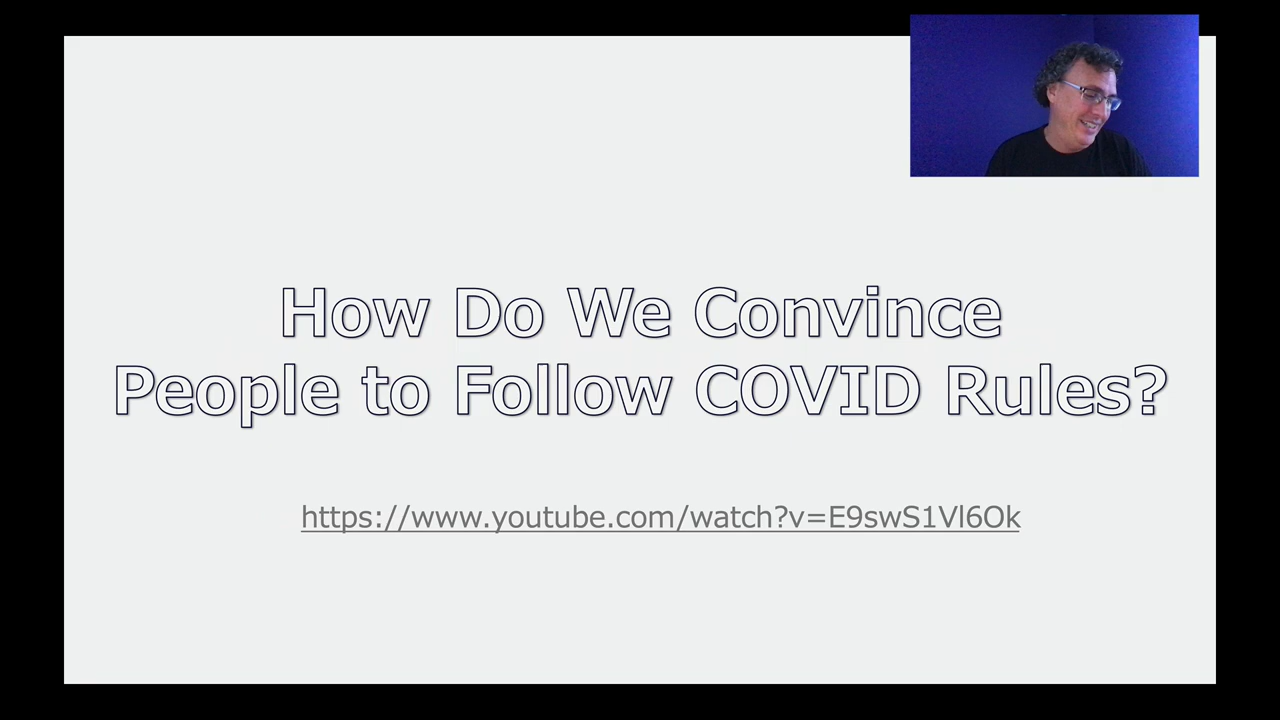 How Do We Convince
People to Follow COVID Rules?
https://www.youtube.com/watch?v=E9swS1Vl6Ok